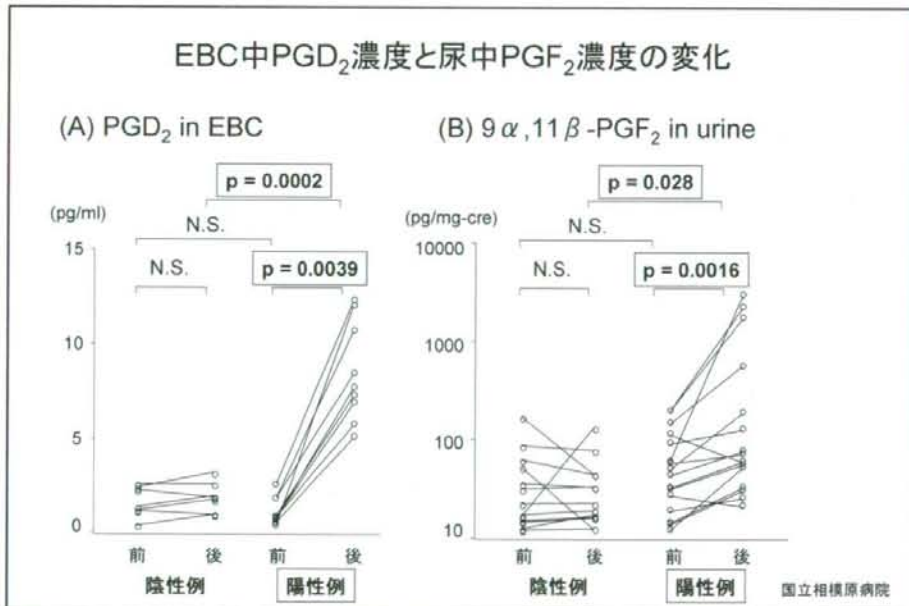 EBC中PGD2濃度と尿中PGF2濃度の変化
(A) PGD2 in EBC
p = 0.0002
(pg/ml)
N.S.
15
N.S.
p = 0.0039
10
5
0
前
後
前
後
陰性例
陽性例
(B) 9α,11β-PGF2 in urine
p = 0.028
(pg/mg-cre)
N.S.
10000
N.S.
p = 0.0016
1000
100
10
前
後
前
後
陰性例
陽性例
国立相模原病院